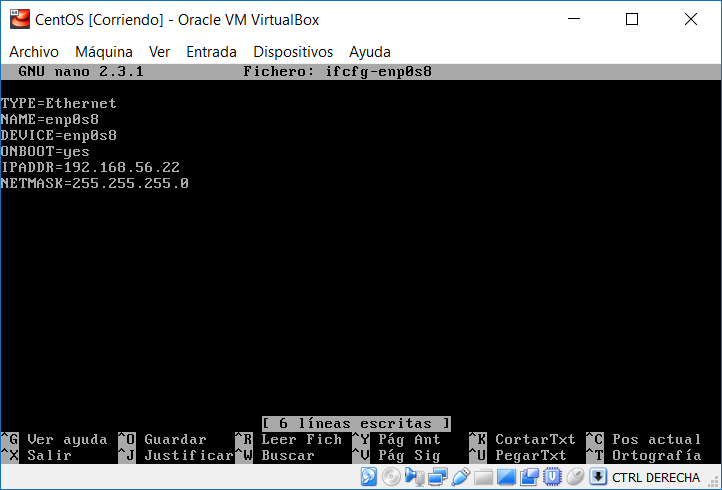 CentOS [Corriendo] - Oracle VM VirtualBox
Archivo Máquina Ver Entrada Dispositivos Ayuda
GNU nano 2.3.1 Fichero: ifcfg-enp0s8
TYPE=Ethernet
NAME=enp0s8
DEVICE=enp0s8
ONBOOT=yes
IPADDR=192.168.56.22
NETMASK=255.255.255.0
[ 6 líneas escritas ]
^G Ver ayuda ^O Guardar ^R Leer Fich ^Y Pág Ant ^K CortarTxt ^C Pos actual
^X Salir ^J Justificar ^W Buscar ^V Pág Sig ^U PegarTxt ^T Ortografía
CTRL DERECHA